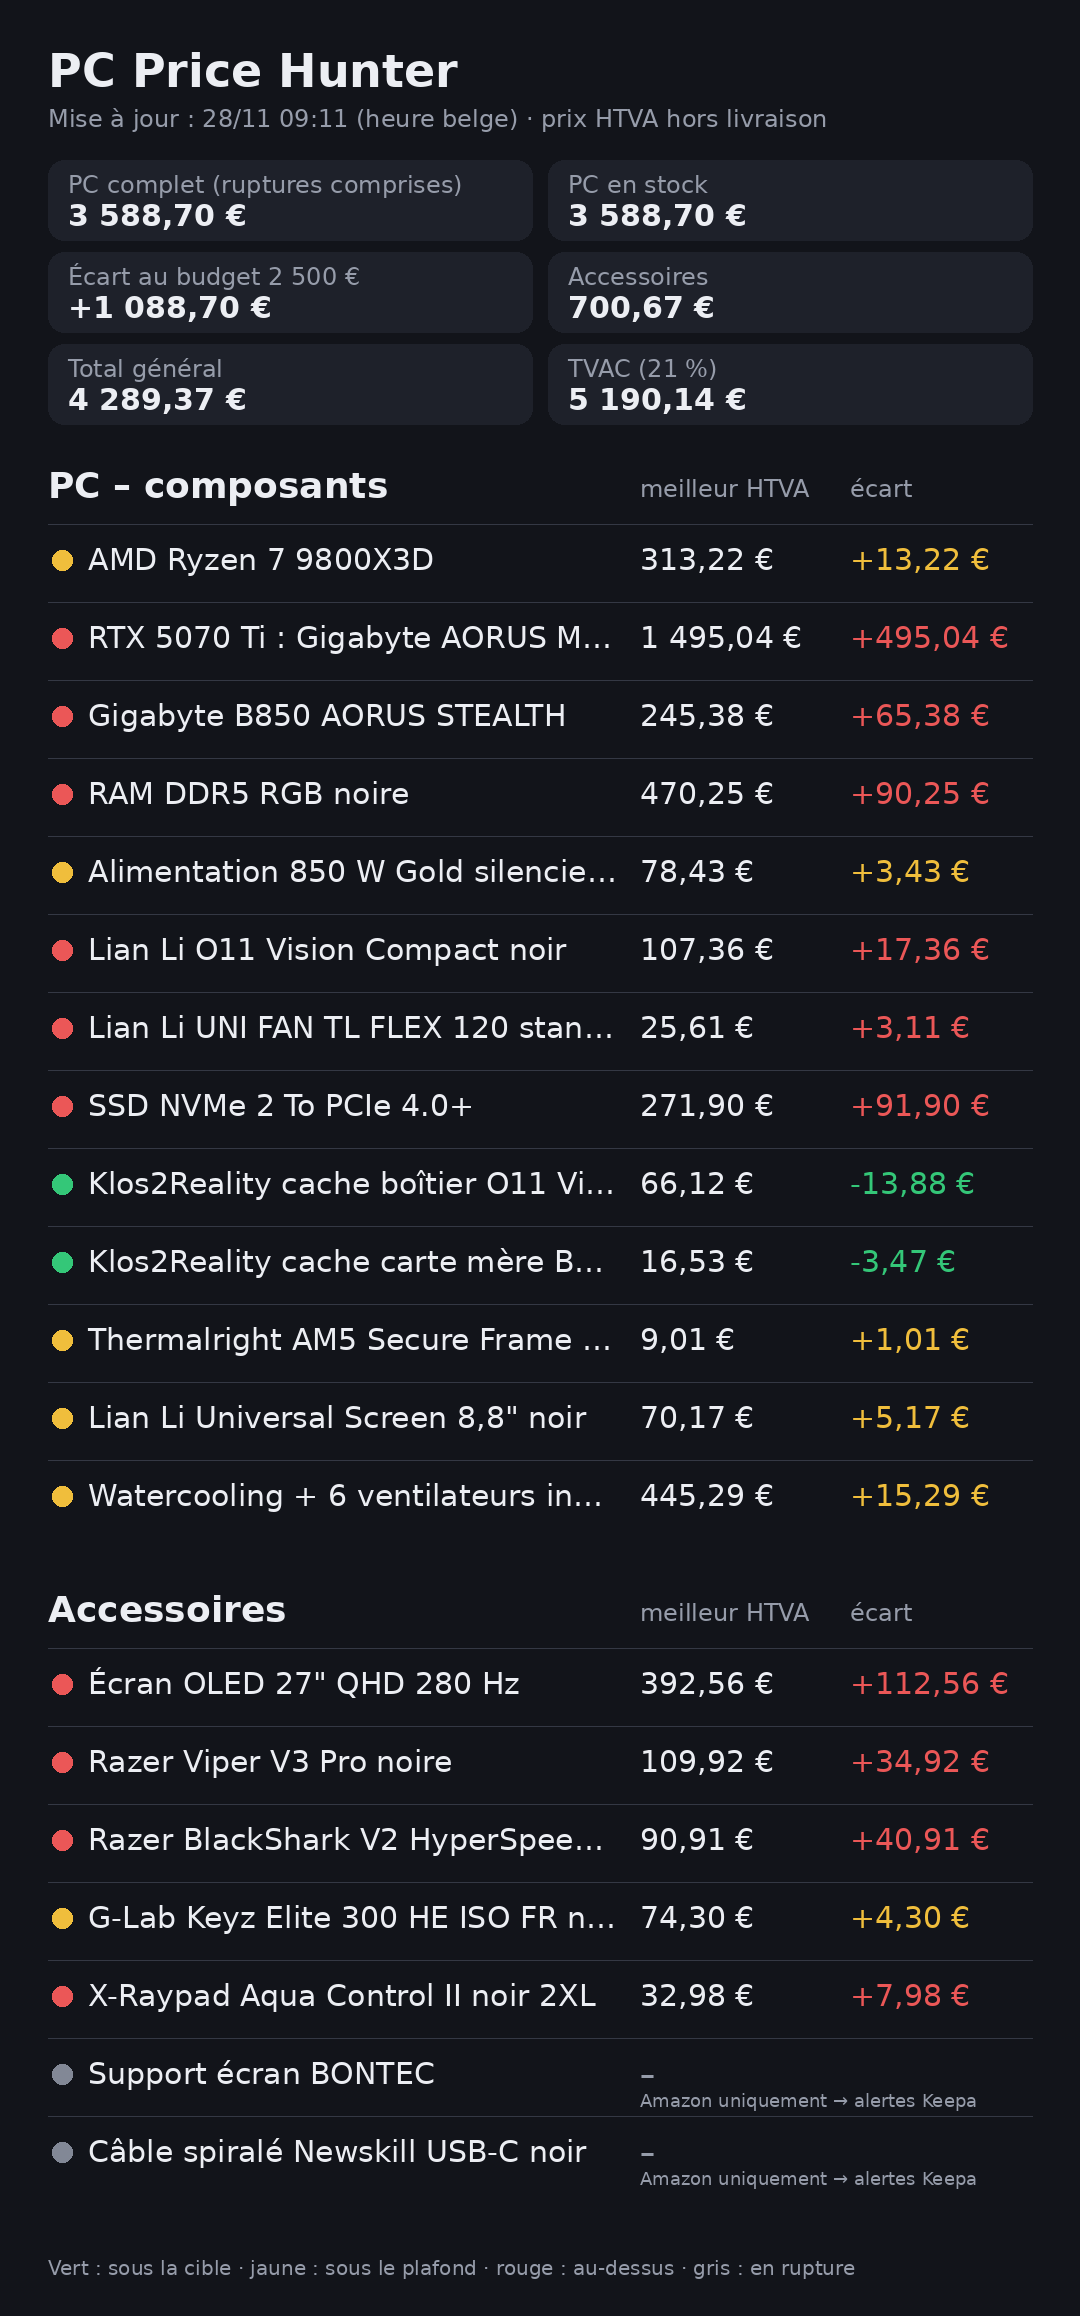 PC Price Hunter
Mise à jour : 28/11 09:11 (heure belge) · prix HTVA hors livraison
PC complet (ruptures comprises)
3 588,70 €
PC en stock
3 588,70 €
Écart au budget 2 500 €
+1 088,70 €
Accessoires
700,67 €
Total général
4 289,37 €
TVAC (21 %)
5 190,14 €
PC – composants meilleur HTVA écart
AMD Ryzen 7 9800X3D 313,22 € +13,22 €
RTX 5070 Ti : Gigabyte AORUS M… 1 495,04 € +495,04 €
Gigabyte B850 AORUS STEALTH 245,38 € +65,38 €
RAM DDR5 RGB noire 470,25 € +90,25 €
Alimentation 850 W Gold silencie… 78,43 € +3,43 €
Lian Li O11 Vision Compact noir 107,36 € +17,36 €
Lian Li UNI FAN TL FLEX 120 stan… 25,61 € +3,11 €
SSD NVMe 2 To PCIe 4.0+ 271,90 € +91,90 €
Klos2Reality cache boîtier O11 Vi… 66,12 € -13,88 €
Klos2Reality cache carte mère B… 16,53 € -3,47 €
Thermalright AM5 Secure Frame … 9,01 € +1,01 €
Lian Li Universal Screen 8,8" noir 70,17 € +5,17 €
Watercooling + 6 ventilateurs in… 445,29 € +15,29 €
Accessoires meilleur HTVA écart
Écran OLED 27" QHD 280 Hz 392,56 € +112,56 €
Razer Viper V3 Pro noire 109,92 € +34,92 €
Razer BlackShark V2 HyperSpee… 90,91 € +40,91 €
G-Lab Keyz Elite 300 HE ISO FR n… 74,30 € +4,30 €
X-Raypad Aqua Control II noir 2XL 32,98 € +7,98 €
Support écran BONTEC –
Amazon uniquement → alertes Keepa
Câble spiralé Newskill USB-C noir –
Amazon uniquement → alertes Keepa
Vert : sous la cible · jaune : sous le plafond · rouge : au-dessus · gris : en rupture